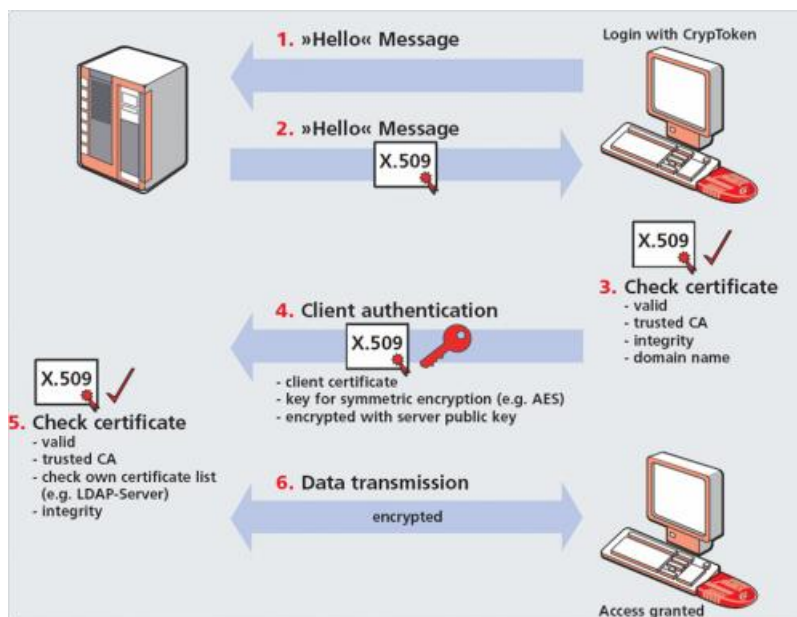 1. »Hello« Message
Login with CrypToken
2. »Hello« Message
X.509
X.509
3. Check certificate
- valid
- trusted CA
- integrity
- domain name
4. Client authentication
X.509
- client certificate
- key for symmetric encryption (e.g. AES)
- encrypted with server public key
X.509
5. Check certificate
- valid
- trusted CA
- check own certificate list
(e.g. LDAP-Server)
- integrity
6. Data transmission
encrypted
Access granted